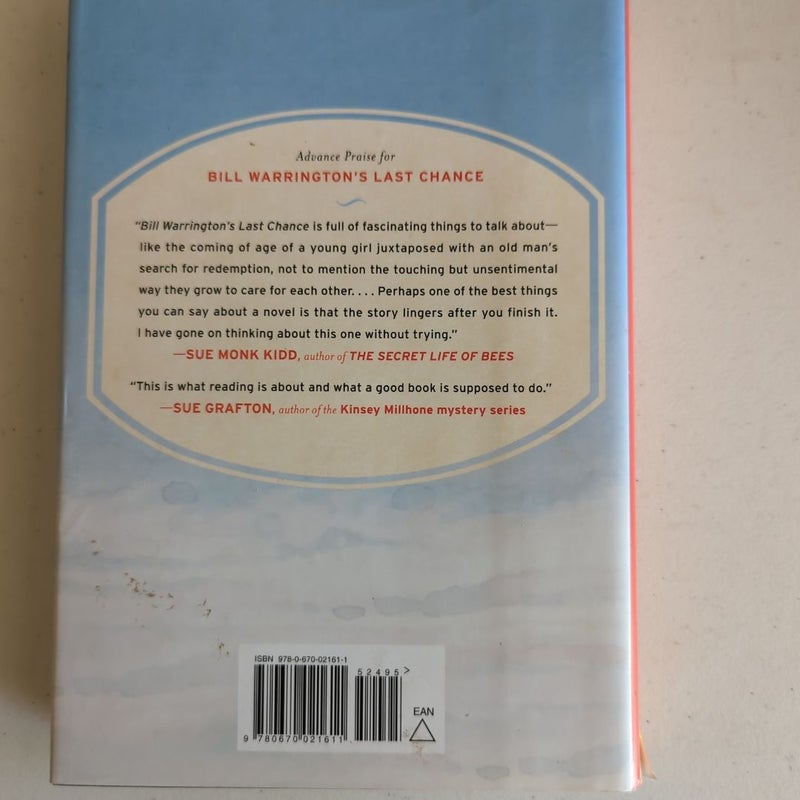 Advance Praise for
BILL WARRINGTON'S LAST CHANCE
"Bill Warrington's Last Chance is full of fascinating things to talk about—
like the coming of age of a young girl juxtaposed with an old man's
search for redemption, not to mention the touching but unsentimental
way they grow to care for each other. . . . Perhaps one of the best things
you can say about a novel is that the story lingers after you finish it.
I have gone on thinking about this one without trying."
—SUE MONK KIDD, author of THE SECRET LIFE OF BEES
"This is what reading is about and what a good book is supposed to do."
—SUE GRAFTON, author of the Kinsey Millhone mystery series
ISBN 978-0-670-02161-1
52495>
EAN
9 780670 021611